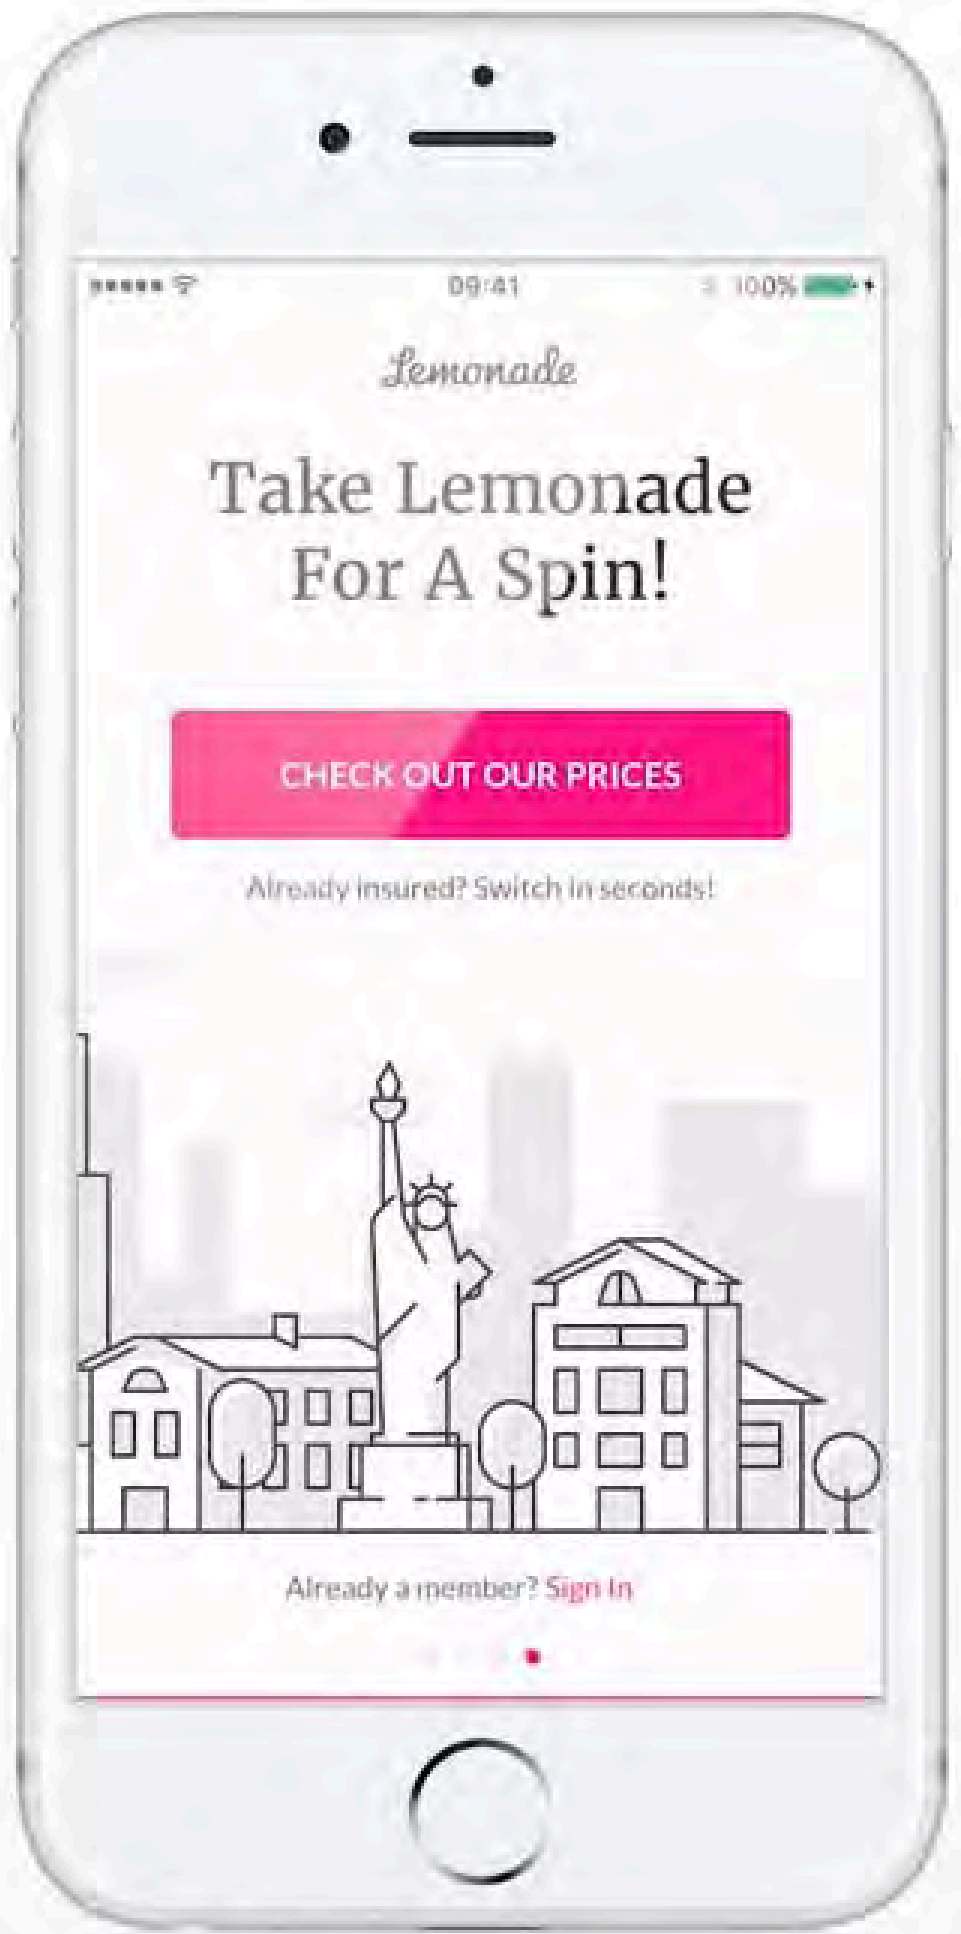 09:41
100%
Lemonade
Take Lemonade
For A Spin!
CHECK OUT OUR PRICES
Already insured? Switch in seconds!
Already a member? Sign In